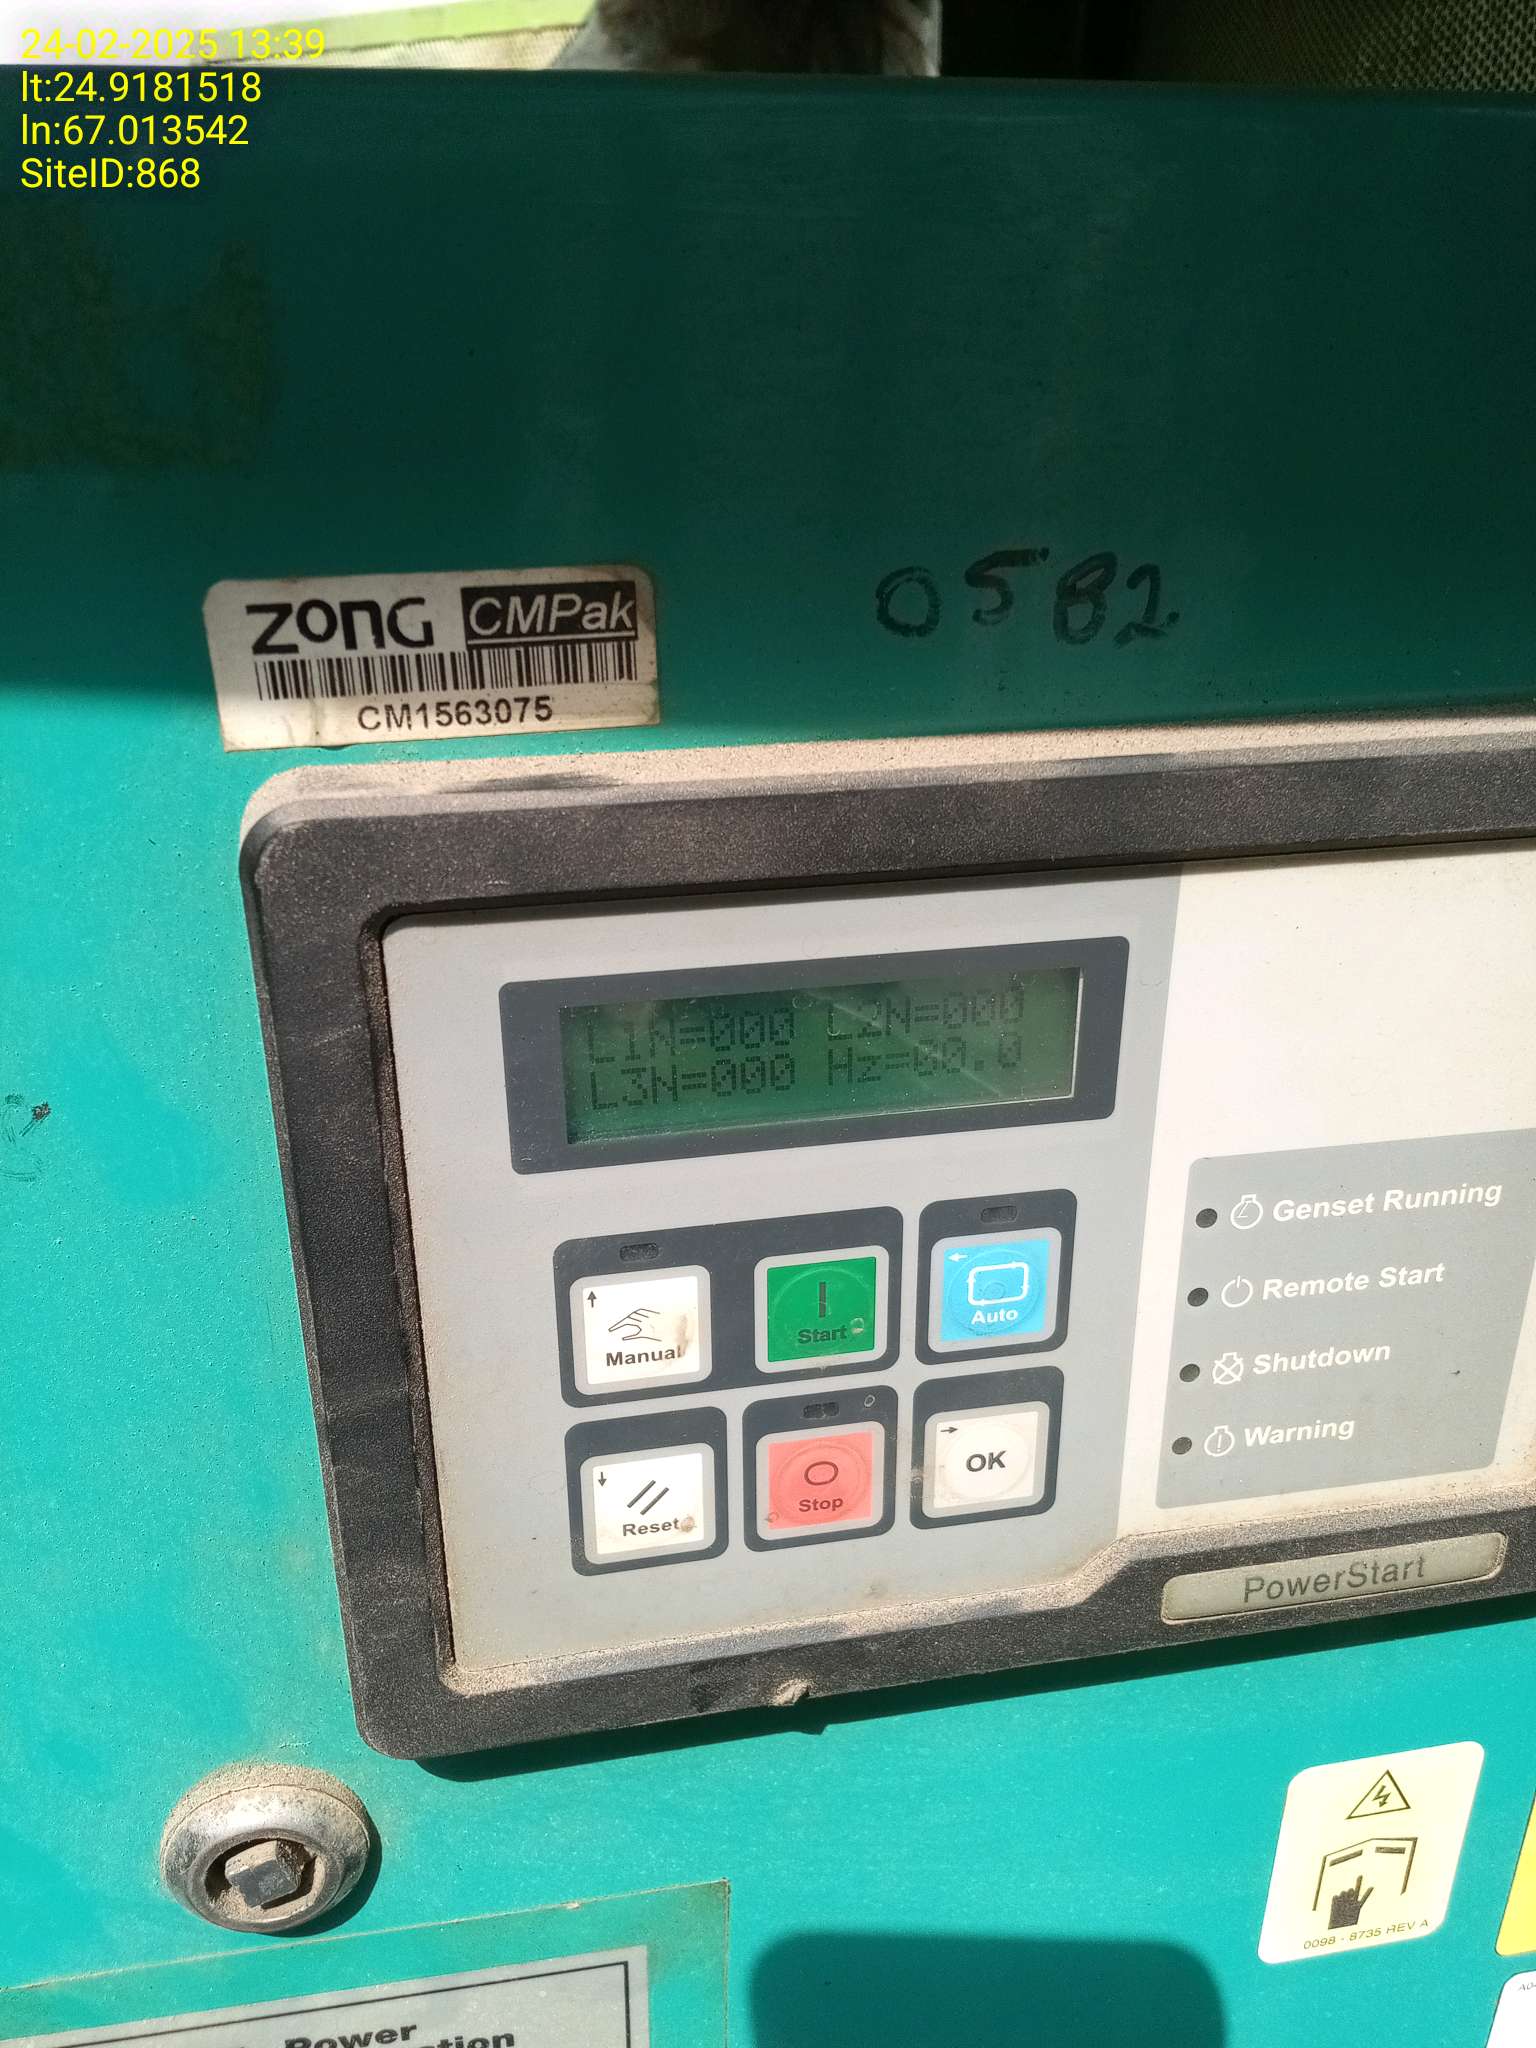 24-02-2025 13:39
lt:24.9181518
ln:67.013542
SiteID:868
0582
ZONG CMPak
CM1563075
L1N=000 L2N=000
L3N=000 Hz=00.0
Genset Running
Remote Start
Shutdown
Warning
Manual
Start
Auto
Reset
Stop
OK
PowerStart
0098 - 8735 REV A
Power